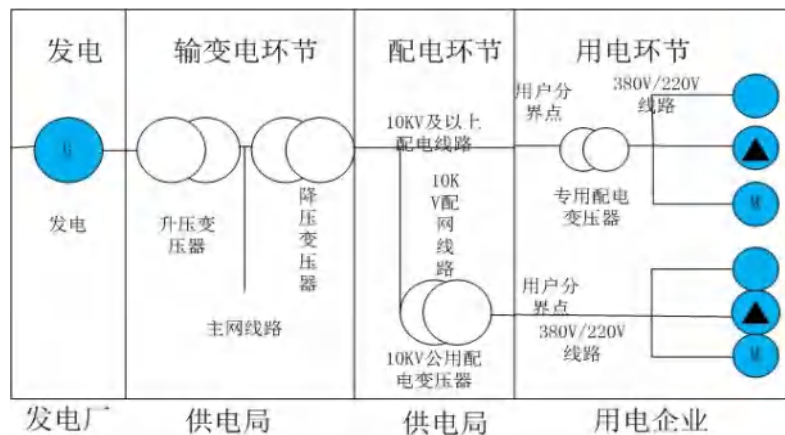 发电
输变电环节
配电环节
用电环节
G
发电
升压变
压器
降
压
变
压
器
主网线路
10KV及以上
配电线路
10K
V配
网
线
路
10KV公用配
电变压器
用户分
界点
380V/220V
线路
专用配电
变压器
M
用户分
界点
380V/220V
线路
M
发电厂
供电局
供电局
用电企业